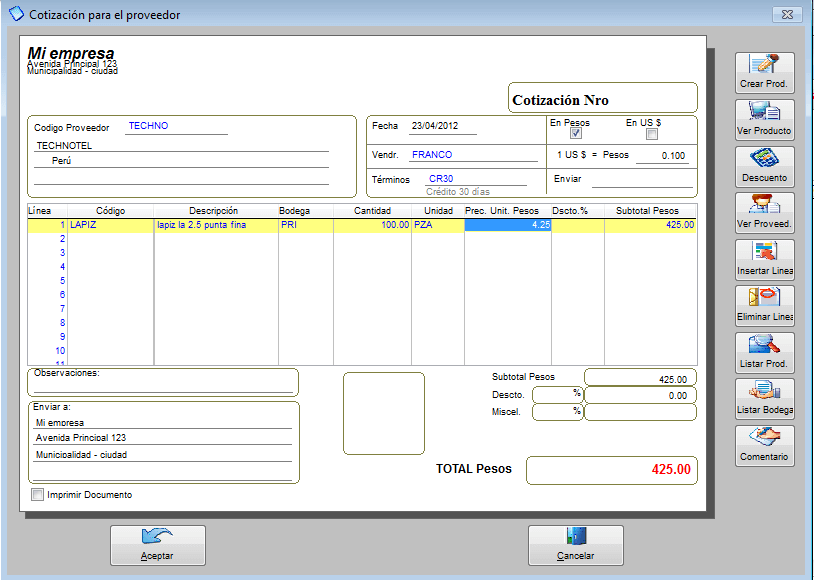 Cotización para el proveedor
Mi empresa
Avenida Principal 123
Municipalidad - ciudad
Cotización Nro
Codigo Proveedor TECHNO
TECHNOTEL
Perú
Fecha 23/04/2012
En Pesos En US $
Vendr. FRANCO
1 US $ = Pesos 0.100
Términos CR30
Crédito 30 días
Enviar
Línea Código Descripción Bodega Cantidad Unidad Prec. Unit. Pesos Dscto.% Subtotal Pesos
1 LAPIZ lapiz la 2.5 punta fina PRI 100.00 PZA 4.25 425.00
2
3
4
5
6
7
8
9
10
11
Observaciones:
Enviar a:
Mi empresa
Avenida Principal 123
Municipalidad - ciudad
Subtotal Pesos 425.00
Descto. % 0.00
Miscel. %
TOTAL Pesos 425.00
Imprimir Documento
Aceptar
Cancelar
Crear Prod.
Ver Producto
Descuento
Ver Proveed.
Insertar Linea
Eliminar Linea
Listar Prod.
Listar Bodega
Comentario